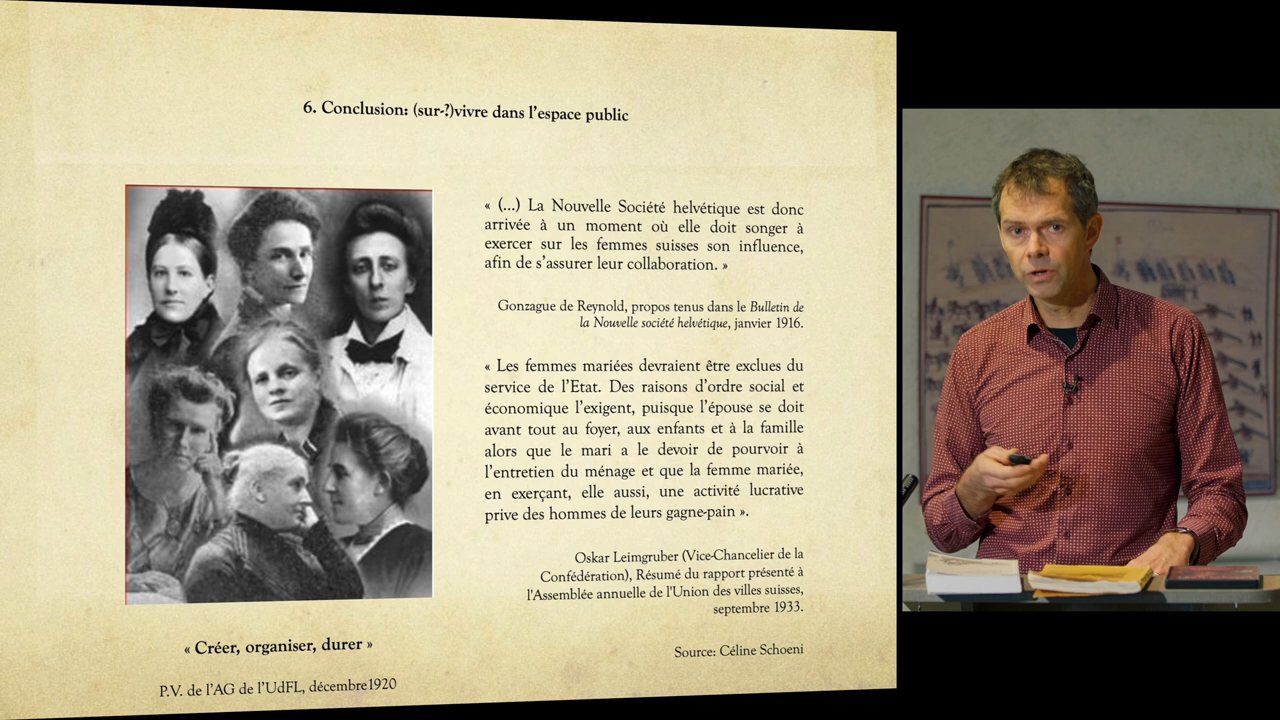 6. Conclusion: (sur-?)vivre dans l'espace public
« (...) La Nouvelle Société helvétique est donc
arrivée à un moment où elle doit songer à
exercer sur les femmes suisses son influence,
afin de s'assurer leur collaboration. »
Gonzague de Reynold, propos tenus dans le Bulletin de
la Nouvelle société helvétique, janvier 1916.
« Les femmes mariées devraient être exclues du
service de l'Etat. Des raisons d'ordre social et
économique l'exigent, puisque l'épouse se doit
avant tout au foyer, aux enfants et à la famille
alors que le mari a le devoir de pourvoir à
l'entretien du ménage et que la femme mariée,
en exerçant, elle aussi, une activité lucrative
prive des hommes de leurs gagne-pain ».
Oskar Leimgruber (Vice-Chancelier de la
Confédération), Résumé du rapport présenté à
l'Assemblée annuelle de l'Union des villes suisses,
septembre 1933.
Source: Céline Schoeni
« Créer, organiser, durer »
P.V. de l'AG de l'UdFL, décembre1920